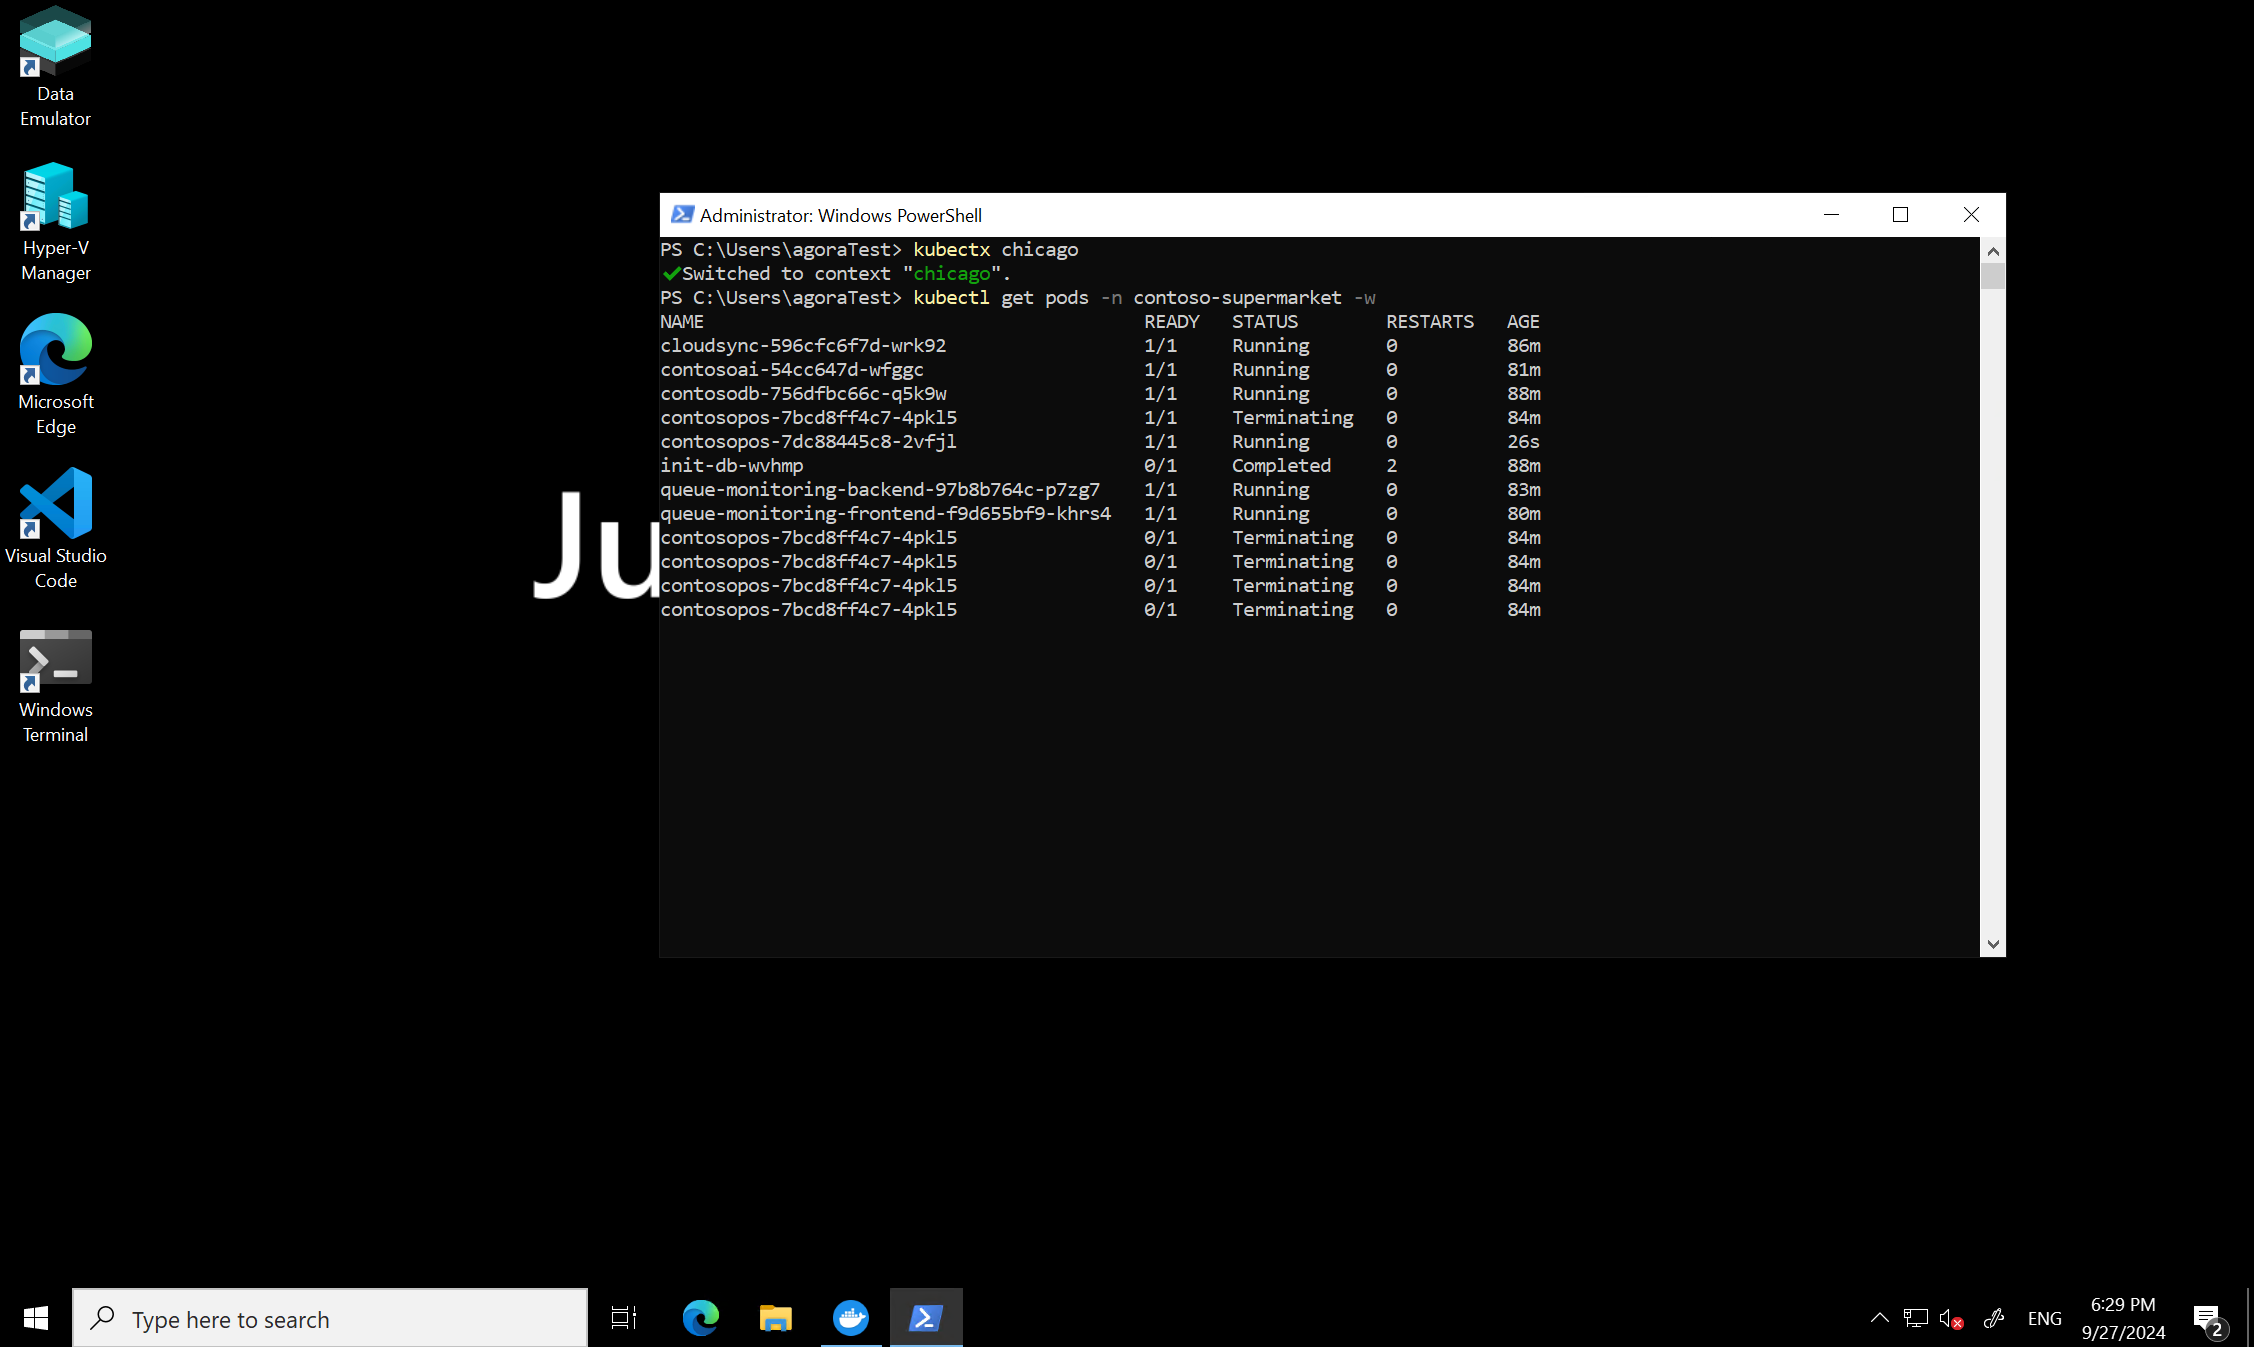 Data
Emulator
Hyper-V
Manager
Microsoft
Edge
Visual Studio
Code
Windows
Terminal
Ju
Administrator: Windows PowerShell
PS C:\Users\agoraTest> kubectx chicago
✔Switched to context "chicago".
PS C:\Users\agoraTest> kubectl get pods -n contoso-supermarket -w
NAME READY STATUS RESTARTS AGE
cloudsync-596cfc6f7d-wrk92 1/1 Running 0 86m
contosoai-54cc647d-wfggc 1/1 Running 0 81m
contosodb-756dfbc66c-q5k9w 1/1 Running 0 88m
contosopos-7bcd8ff4c7-4pkl5 1/1 Terminating 0 84m
contosopos-7dc88445c8-2vfjl 1/1 Running 0 26s
init-db-wvhmp 0/1 Completed 2 88m
queue-monitoring-backend-97b8b764c-p7zg7 1/1 Running 0 83m
queue-monitoring-frontend-f9d655bf9-khrs4 1/1 Running 0 80m
contosopos-7bcd8ff4c7-4pkl5 0/1 Terminating 0 84m
contosopos-7bcd8ff4c7-4pkl5 0/1 Terminating 0 84m
contosopos-7bcd8ff4c7-4pkl5 0/1 Terminating 0 84m
contosopos-7bcd8ff4c7-4pkl5 0/1 Terminating 0 84m
Type here to search
ENG
6:29 PM
9/27/2024
2